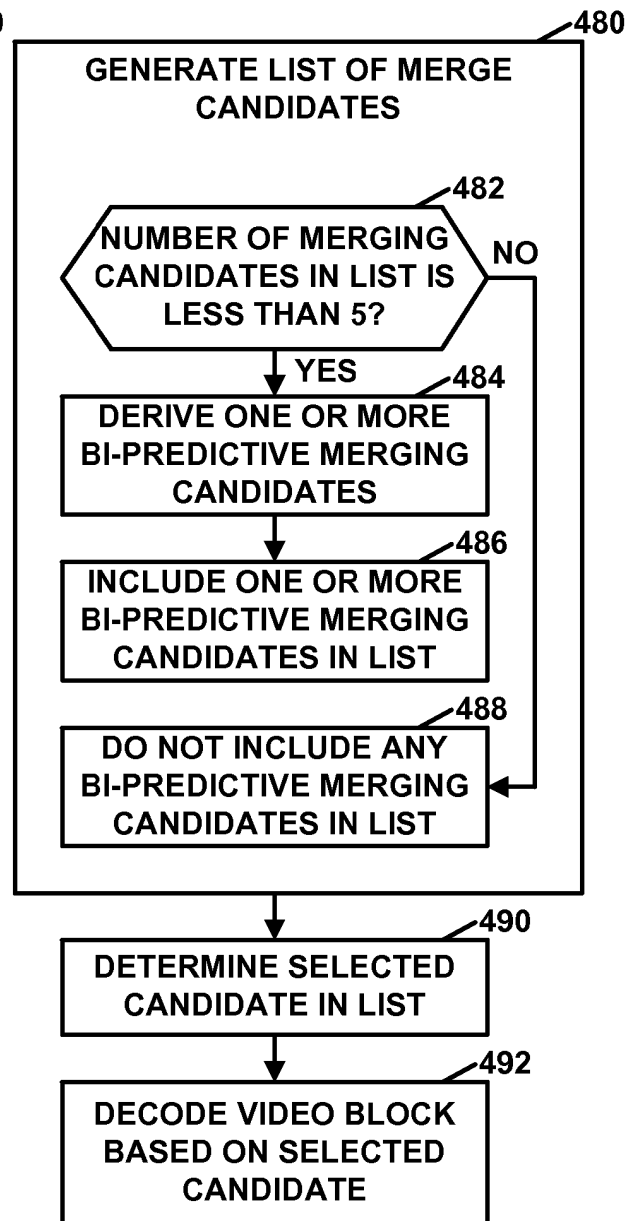 480
GENERATE LIST OF MERGE
CANDIDATES
482
NUMBER OF MERGING
CANDIDATES IN LIST IS
LESS THAN 5?
NO
YES
484
DERIVE ONE OR MORE
BI-PREDICTIVE MERGING
CANDIDATES
486
INCLUDE ONE OR MORE
BI-PREDICTIVE MERGING
CANDIDATES IN LIST
488
DO NOT INCLUDE ANY
BI-PREDICTIVE MERGING
CANDIDATES IN LIST
490
DETERMINE SELECTED
CANDIDATE IN LIST
492
DECODE VIDEO BLOCK
BASED ON SELECTED
CANDIDATE